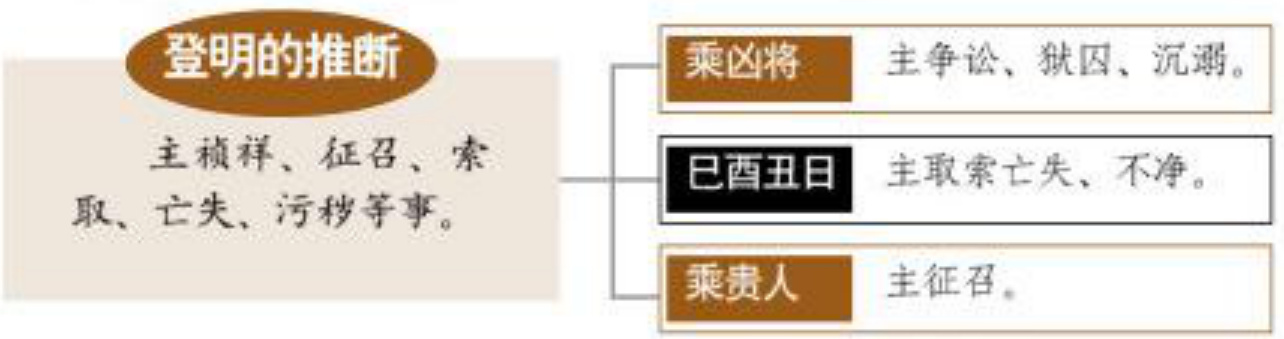 登明的推断
主祯祥、征召、索
取、亡失、污秽等事。
乘凶将
主争讼、狱囚、沉溺。
巳酉丑日
主取索亡失、不净。
乘贵人
主征召。